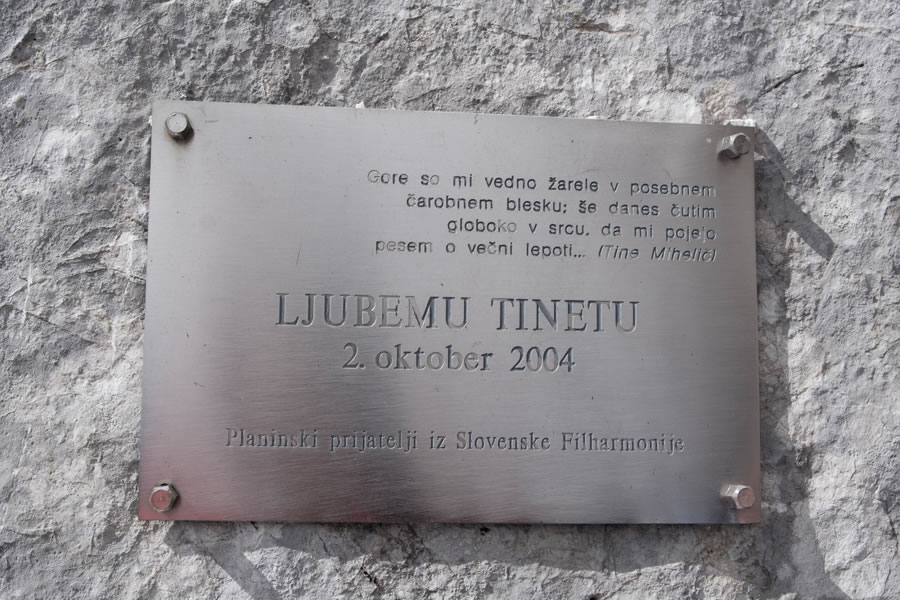 Gore so mi vedno žarele v posebnem
čarobnem blesku; še danes čutim
globoko v srcu, da mi pojejo
pesem o večni lepoti... (Tine Mihelič)
LJUBEMU TINETU
2. oktober 2004
Planinski prijatelji iz Slovenske Filharmonije